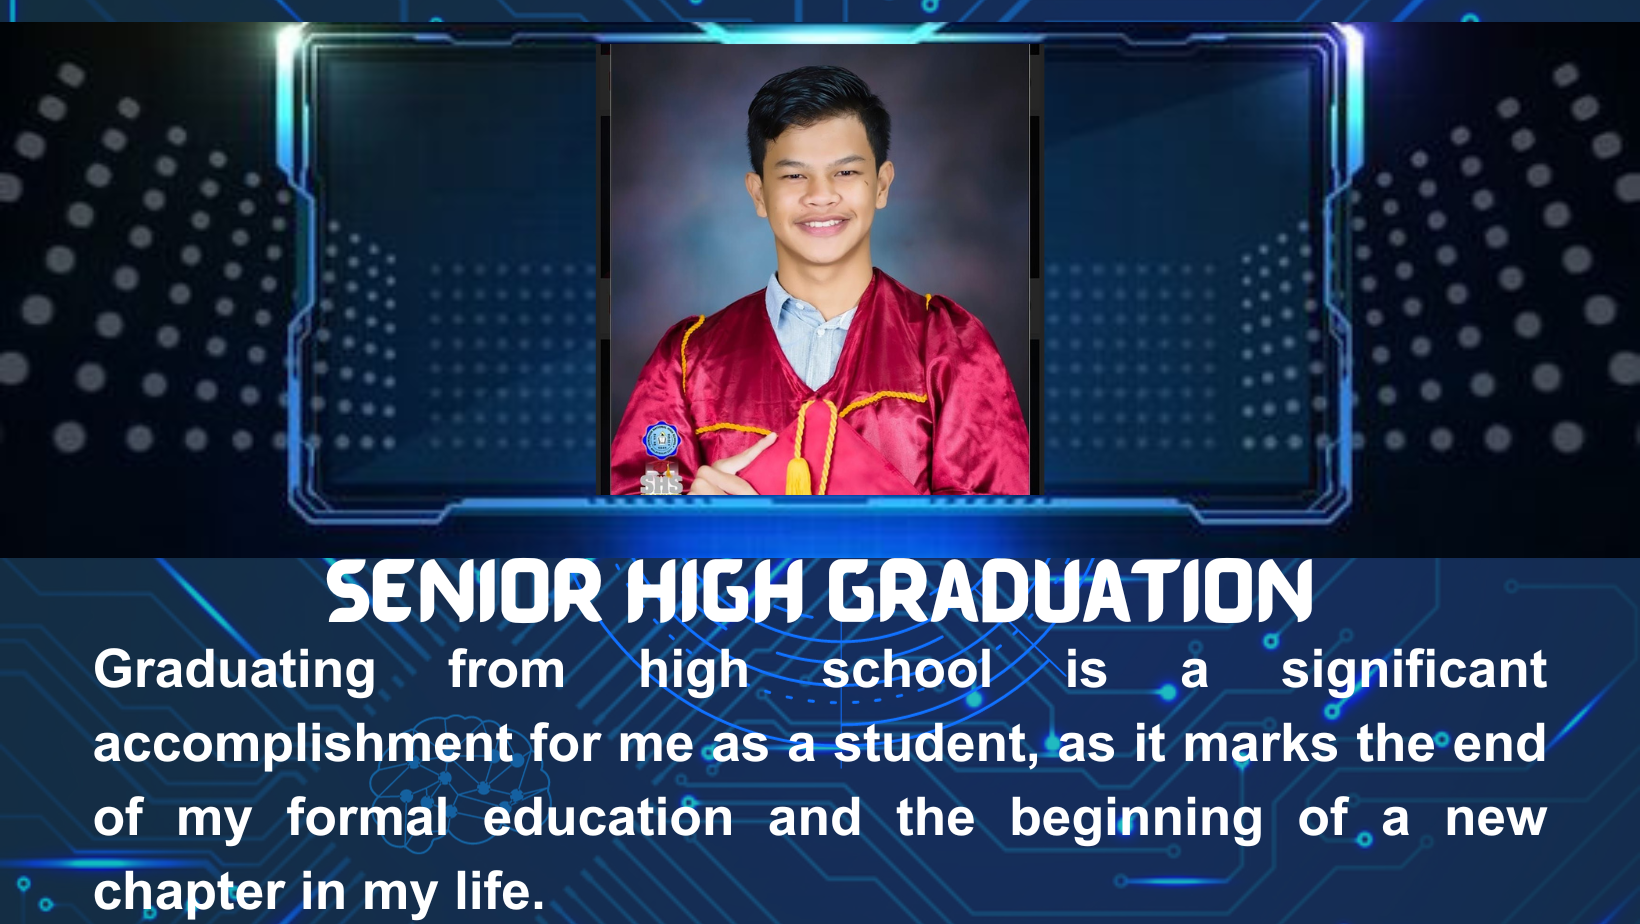 SHS
SENIOR HIGH GRADUATION
Graduating from high school is a significant
accomplishment for me as a student, as it marks the end
of my formal education and the beginning of a new
chapter in my life.